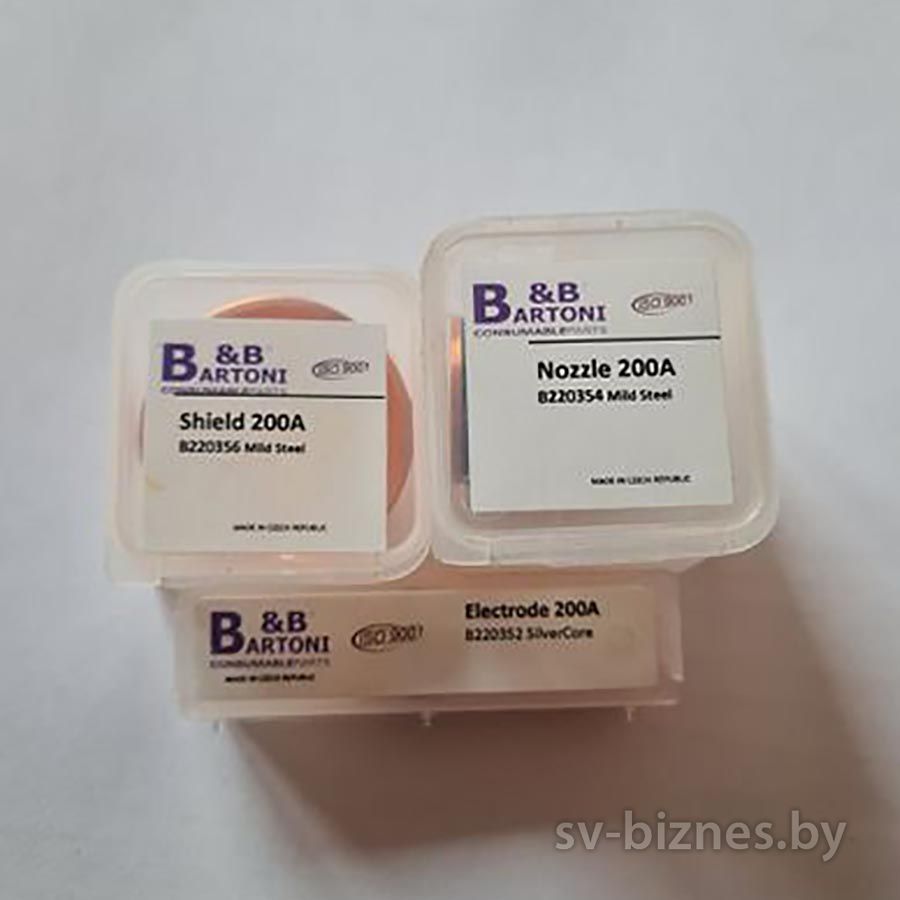 B&B
BARTONI
CONSUMABLEPARTS
ISO 9001
Nozzle 200A
B220354 Mild Steel
MADE IN CZECH REPUBLIC
B&B
BARTONI
CONSUMABLEPARTS
ISO 9001
Shield 200A
B220356 Mild Steel
MADE IN CZECH REPUBLIC
B&B
BARTONI
CONSUMABLEPARTS
MADE IN CZECH REPUBLIC
ISO 9001
Electrode 200A
B220352 SilverCore
sv-biznes.by